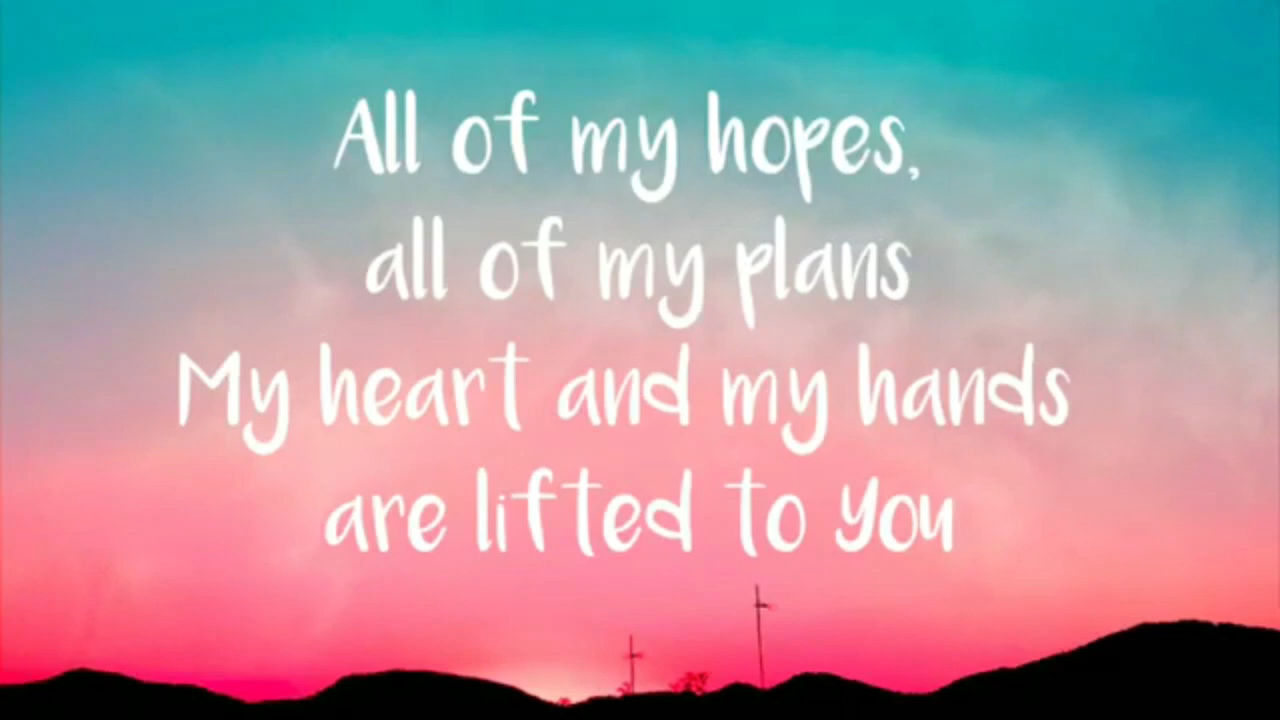 All of my hopes,
all of my plans
My heart and my hands
are lifted to You